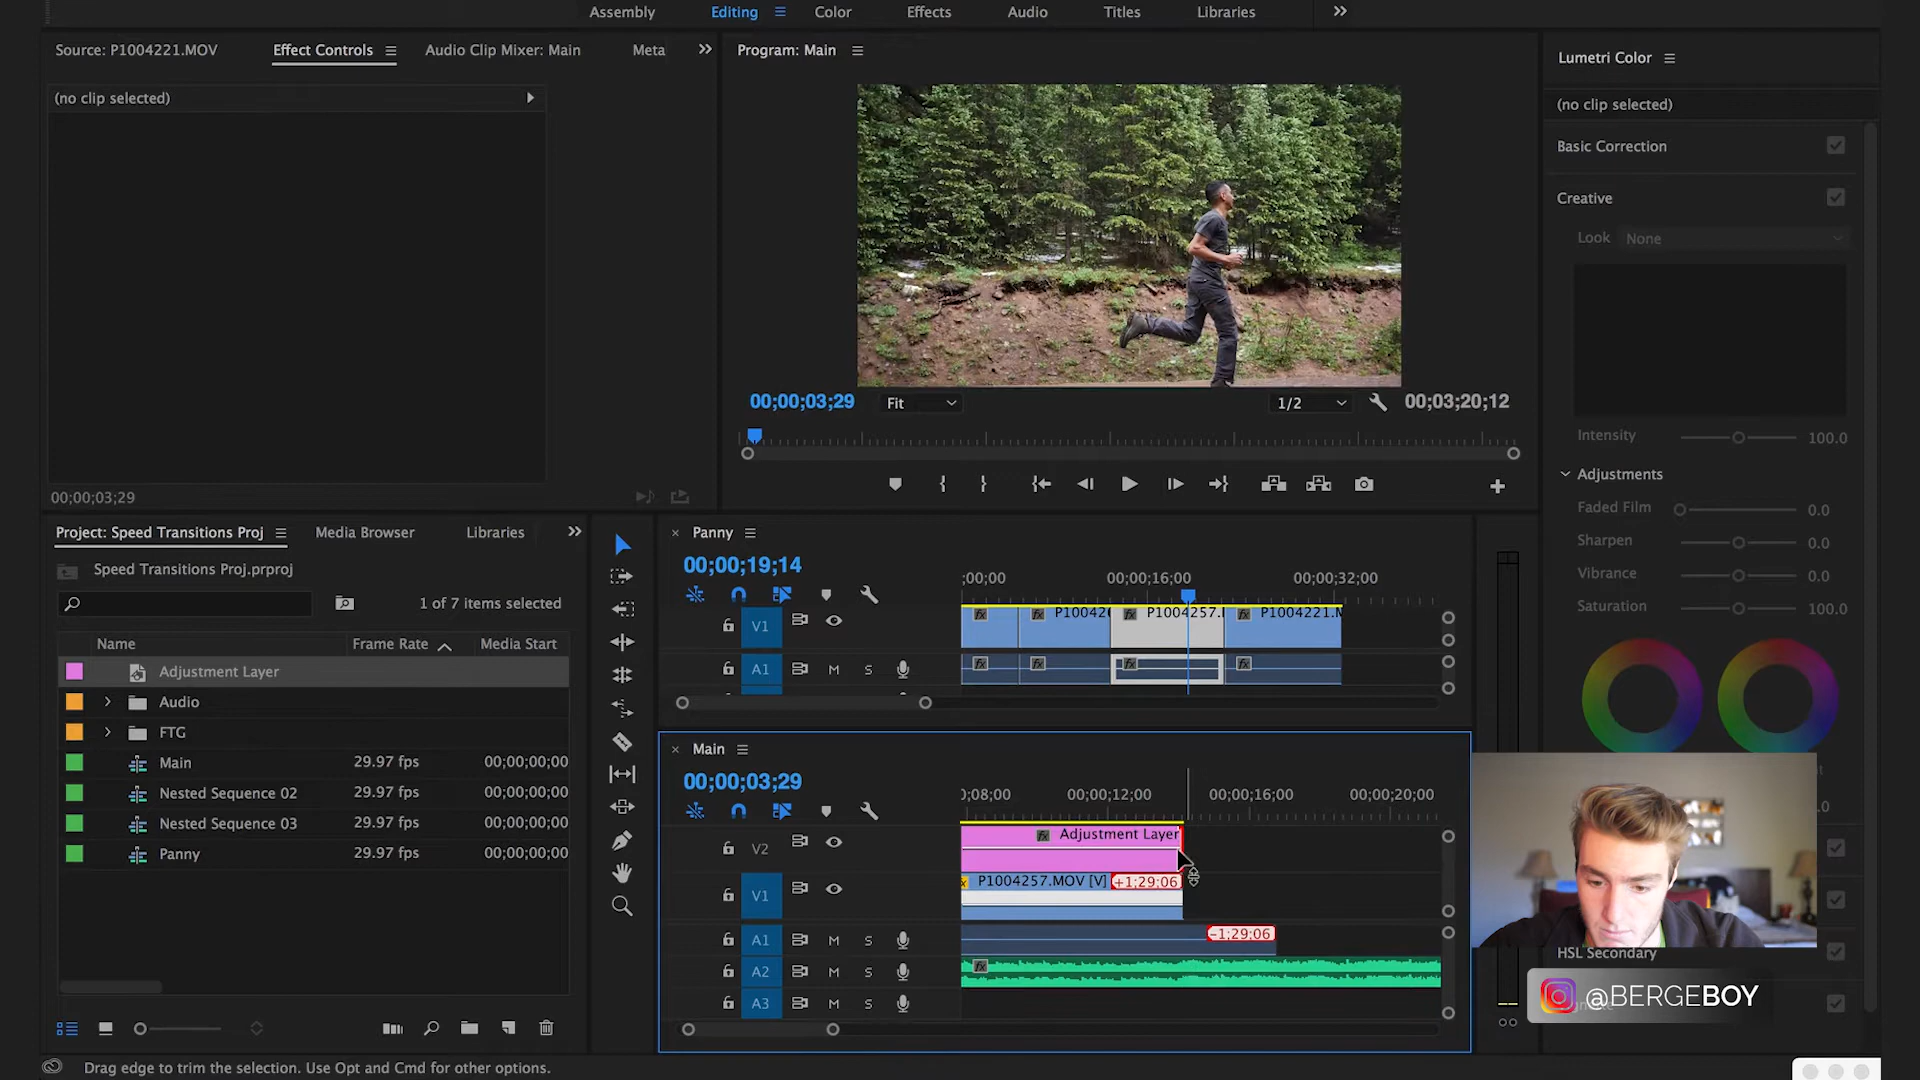 Assembly Editing Color Effects Audio Titles Libraries
Source: P1004221.MOV Effect Controls Audio Clip Mixer: Main Meta
(no clip selected)
00;00;03;29
Program: Main
00;00;03;29 Fit 1/2 00;03;20;12
Lumetri Color
(no clip selected)
Basic Correction
Creative
Look None
Intensity 100.0
Adjustments
Faded Film 0.0
Sharpen 0.0
Vibrance 0.0
Saturation 100.0
HSL Secondary
Project: Speed Transitions Proj Media Browser Libraries
Speed Transitions Proj.prproj
1 of 7 items selected
Name Frame Rate Media Start
Adjustment Layer
Audio
FTG
Main 29.97 fps 00;00;00;00
Nested Sequence 02 29.97 fps 00;00;00;00
Nested Sequence 03 29.97 fps 00;00;00;00
Panny 29.97 fps 00;00;00;00
Panny
00;00;19;14
;00;00 00;00;16;00 00;00;32;00
V1 P10042 P1004257. P1004221.M
A1 M S
Main
00;00;03;29
0;08;00 00;00;12;00 00;00;16;00 00;00;20;00
V2 Adjustment Layer
V1 P1004257.MOV [V] +1;29;06
A1 M S -1;29;06
A2 M S
A3 M S
@BERGEBOY
Drag edge to trim the selection. Use Opt and Cmd for other options.